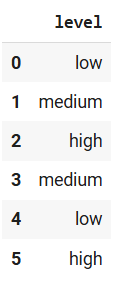 level
0 low
1 medium
2 high
3 medium
4 low
5 high